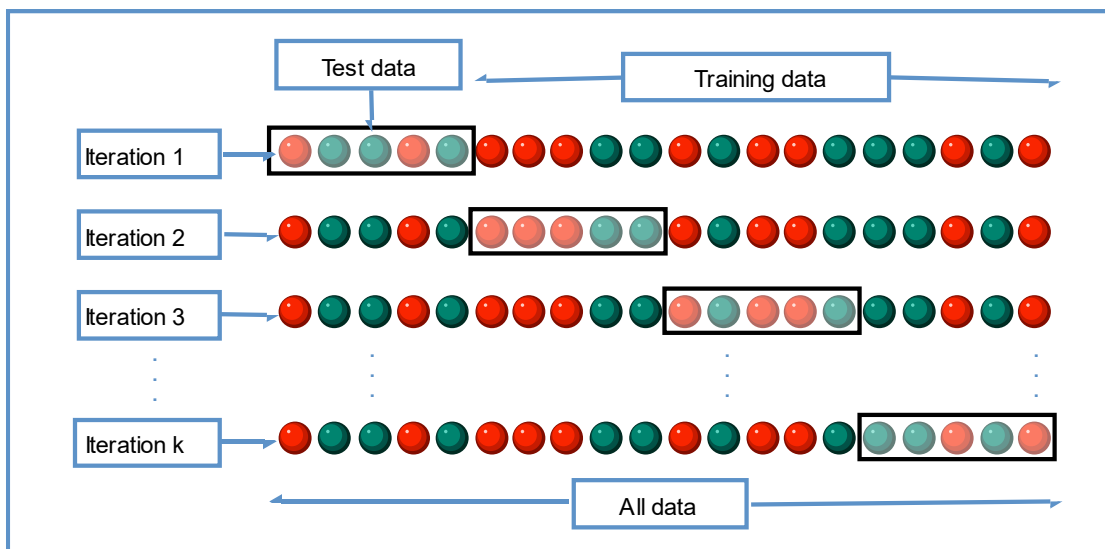 Test data
Training data
Iteration 1
Iteration 2
Iteration 3
Iteration k
All data